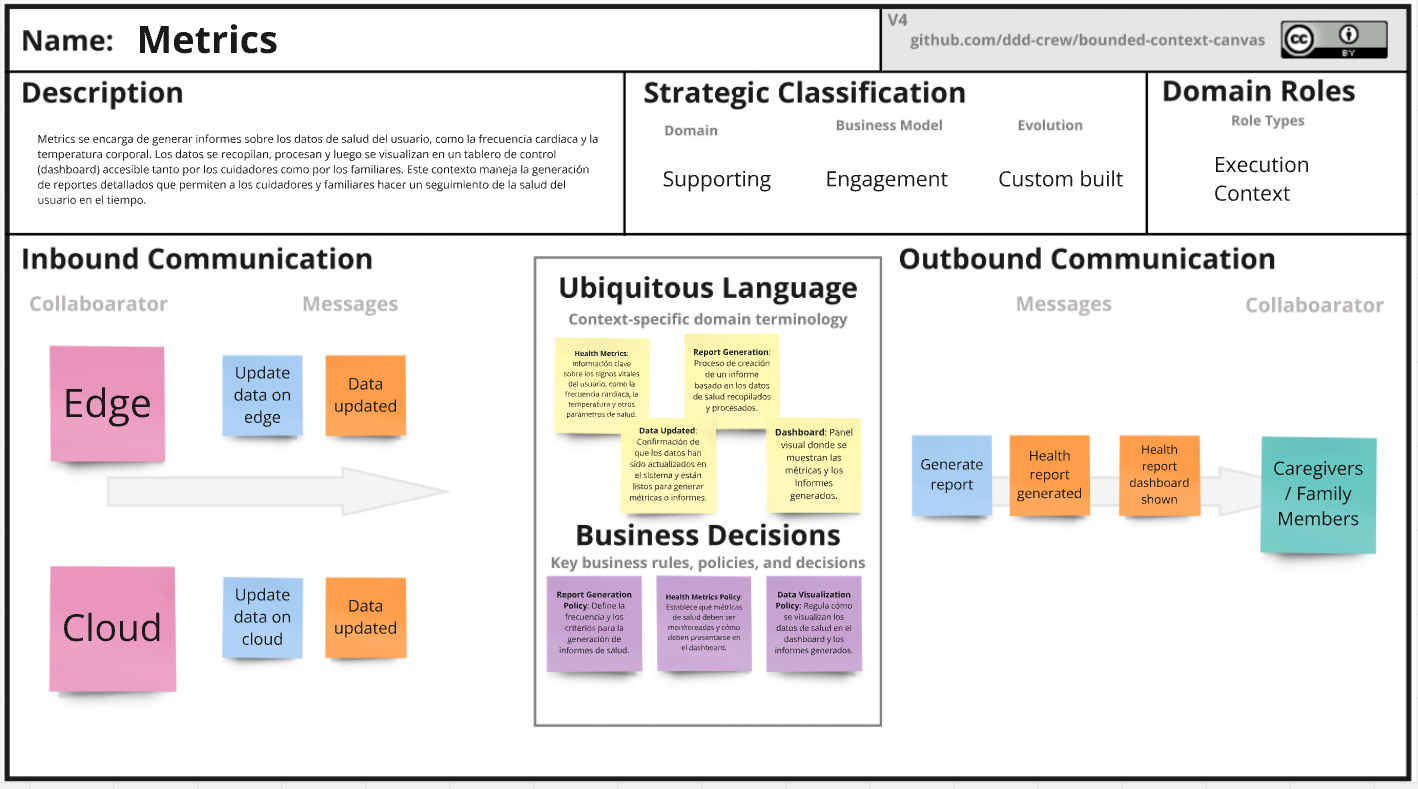 Name: Metrics
V4
github.com/ddd-crew/bounded-context-canvas
cc
BY
Description
Metrics se encarga de generar informes sobre los datos de salud del usuario, como la frecuencia cardíaca y la
temperatura corporal. Los datos se recopilan, procesan y luego se visualizan en un tablero de control
(dashboard) accesible tanto por los cuidadores como por los familiares. Este contexto maneja la generación
de reportes detallados que permiten a los cuidadores y familiares hacer un seguimiento de la salud del
usuario en el tiempo.
Strategic Classification
Domain
Business Model
Evolution
Supporting
Engagement
Custom built
Domain Roles
Role Types
Execution
Context
Inbound Communication
Collaboarator
Messages
Edge
Update
data on
edge
Data
updated
Cloud
Update
data on
cloud
Data
updated
Ubiquitous Language
Context-specific domain terminology
Health Metrics:
Información clave
sobre los signos vitales
del usuario, como la
frecuencia cardíaca, la
temperatura y otros
parámetros de salud.
Report Generation:
Proceso de creación
de un informe
basado en los datos
de salud recopilados
y procesados.
Data Updated:
Confirmación de
que los datos han
sido actualizados en
el sistema y están
listos para generar
métricas o informes.
Dashboard: Panel
visual donde se
muestran las
métricas y los
informes
generados.
Business Decisions
Key business rules, policies, and decisions
Report Generation
Policy: Define la
frecuencia y los
criterios para la
generación de
informes de salud.
Health Metrics Policy:
Establece qué métricas
de salud deben ser
monitoreadas y cómo
deben presentarse en
el dashboard.
Data Visualization
Policy: Regula cómo
se visualizan los
datos de salud en el
dashboard y los
informes generados.
Outbound Communication
Messages
Collaboarator
Generate
report
Health
report
generated
Health
report
dashboard
shown
Caregivers
/ Family
Members